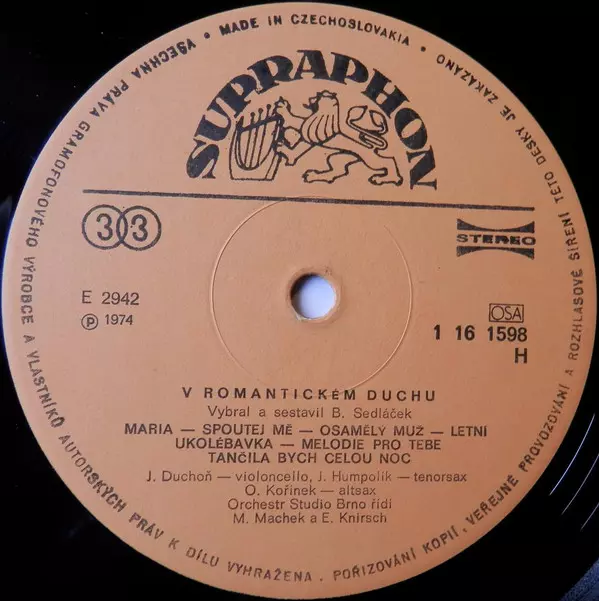 VŠECHNA PRÁVA GRAMOFONOVÉHO VÝROBCE A VLASTNÍKŮ AUTORSKÝCH PRÁV K DÍLU VYHRAŽENA . POŘIZOVÁNÍ KOPIÍ, VEŘEJNÉ PROVOZOVÁNÍ A ROZHLASOVÉ ŠÍŘENÍ TÉTO DESKY JE ZAKÁZÁNO • MADE IN CZECHOSLOVAKIA •
SUPRAPHON
33
STEREO
E 2942
OSA
℗ 1974
1 16 1598
H
V ROMANTICKÉM DUCHU
Vybral a sestavil B. Sedláček
MARIA — SPOUTEJ MĚ — OSAMĚLÝ MUŽ — LETNÍ
UKOLÉBAVKA — MELODIE PRO TEBE
TANČILA BYCH CELOU NOC
J. Duchoň – violoncello, J. Humpolík – tenorsax
O. Kořínek – altsax
Orchestr Studio Brno řídí
M. Machek a E. Knirsch